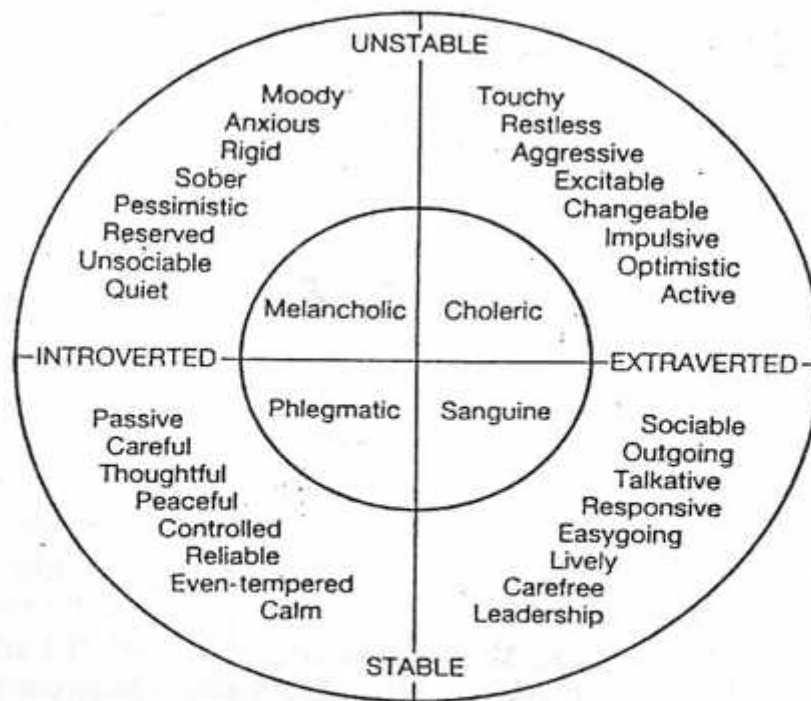 UNSTABLE
Moody
Anxious
Rigid
Sober
Pessimistic
Reserved
Unsociable
Quiet
Touchy
Restless
Aggressive
Excitable
Changeable
Impulsive
Optimistic
Active
Melancholic
Choleric
INTROVERTED
EXTRAVERTED
Phlegmatic
Sanguine
Passive
Careful
Thoughtful
Peaceful
Controlled
Reliable
Even-tempered
Calm
Sociable
Outgoing
Talkative
Responsive
Easygoing
Lively
Carefree
Leadership
STABLE